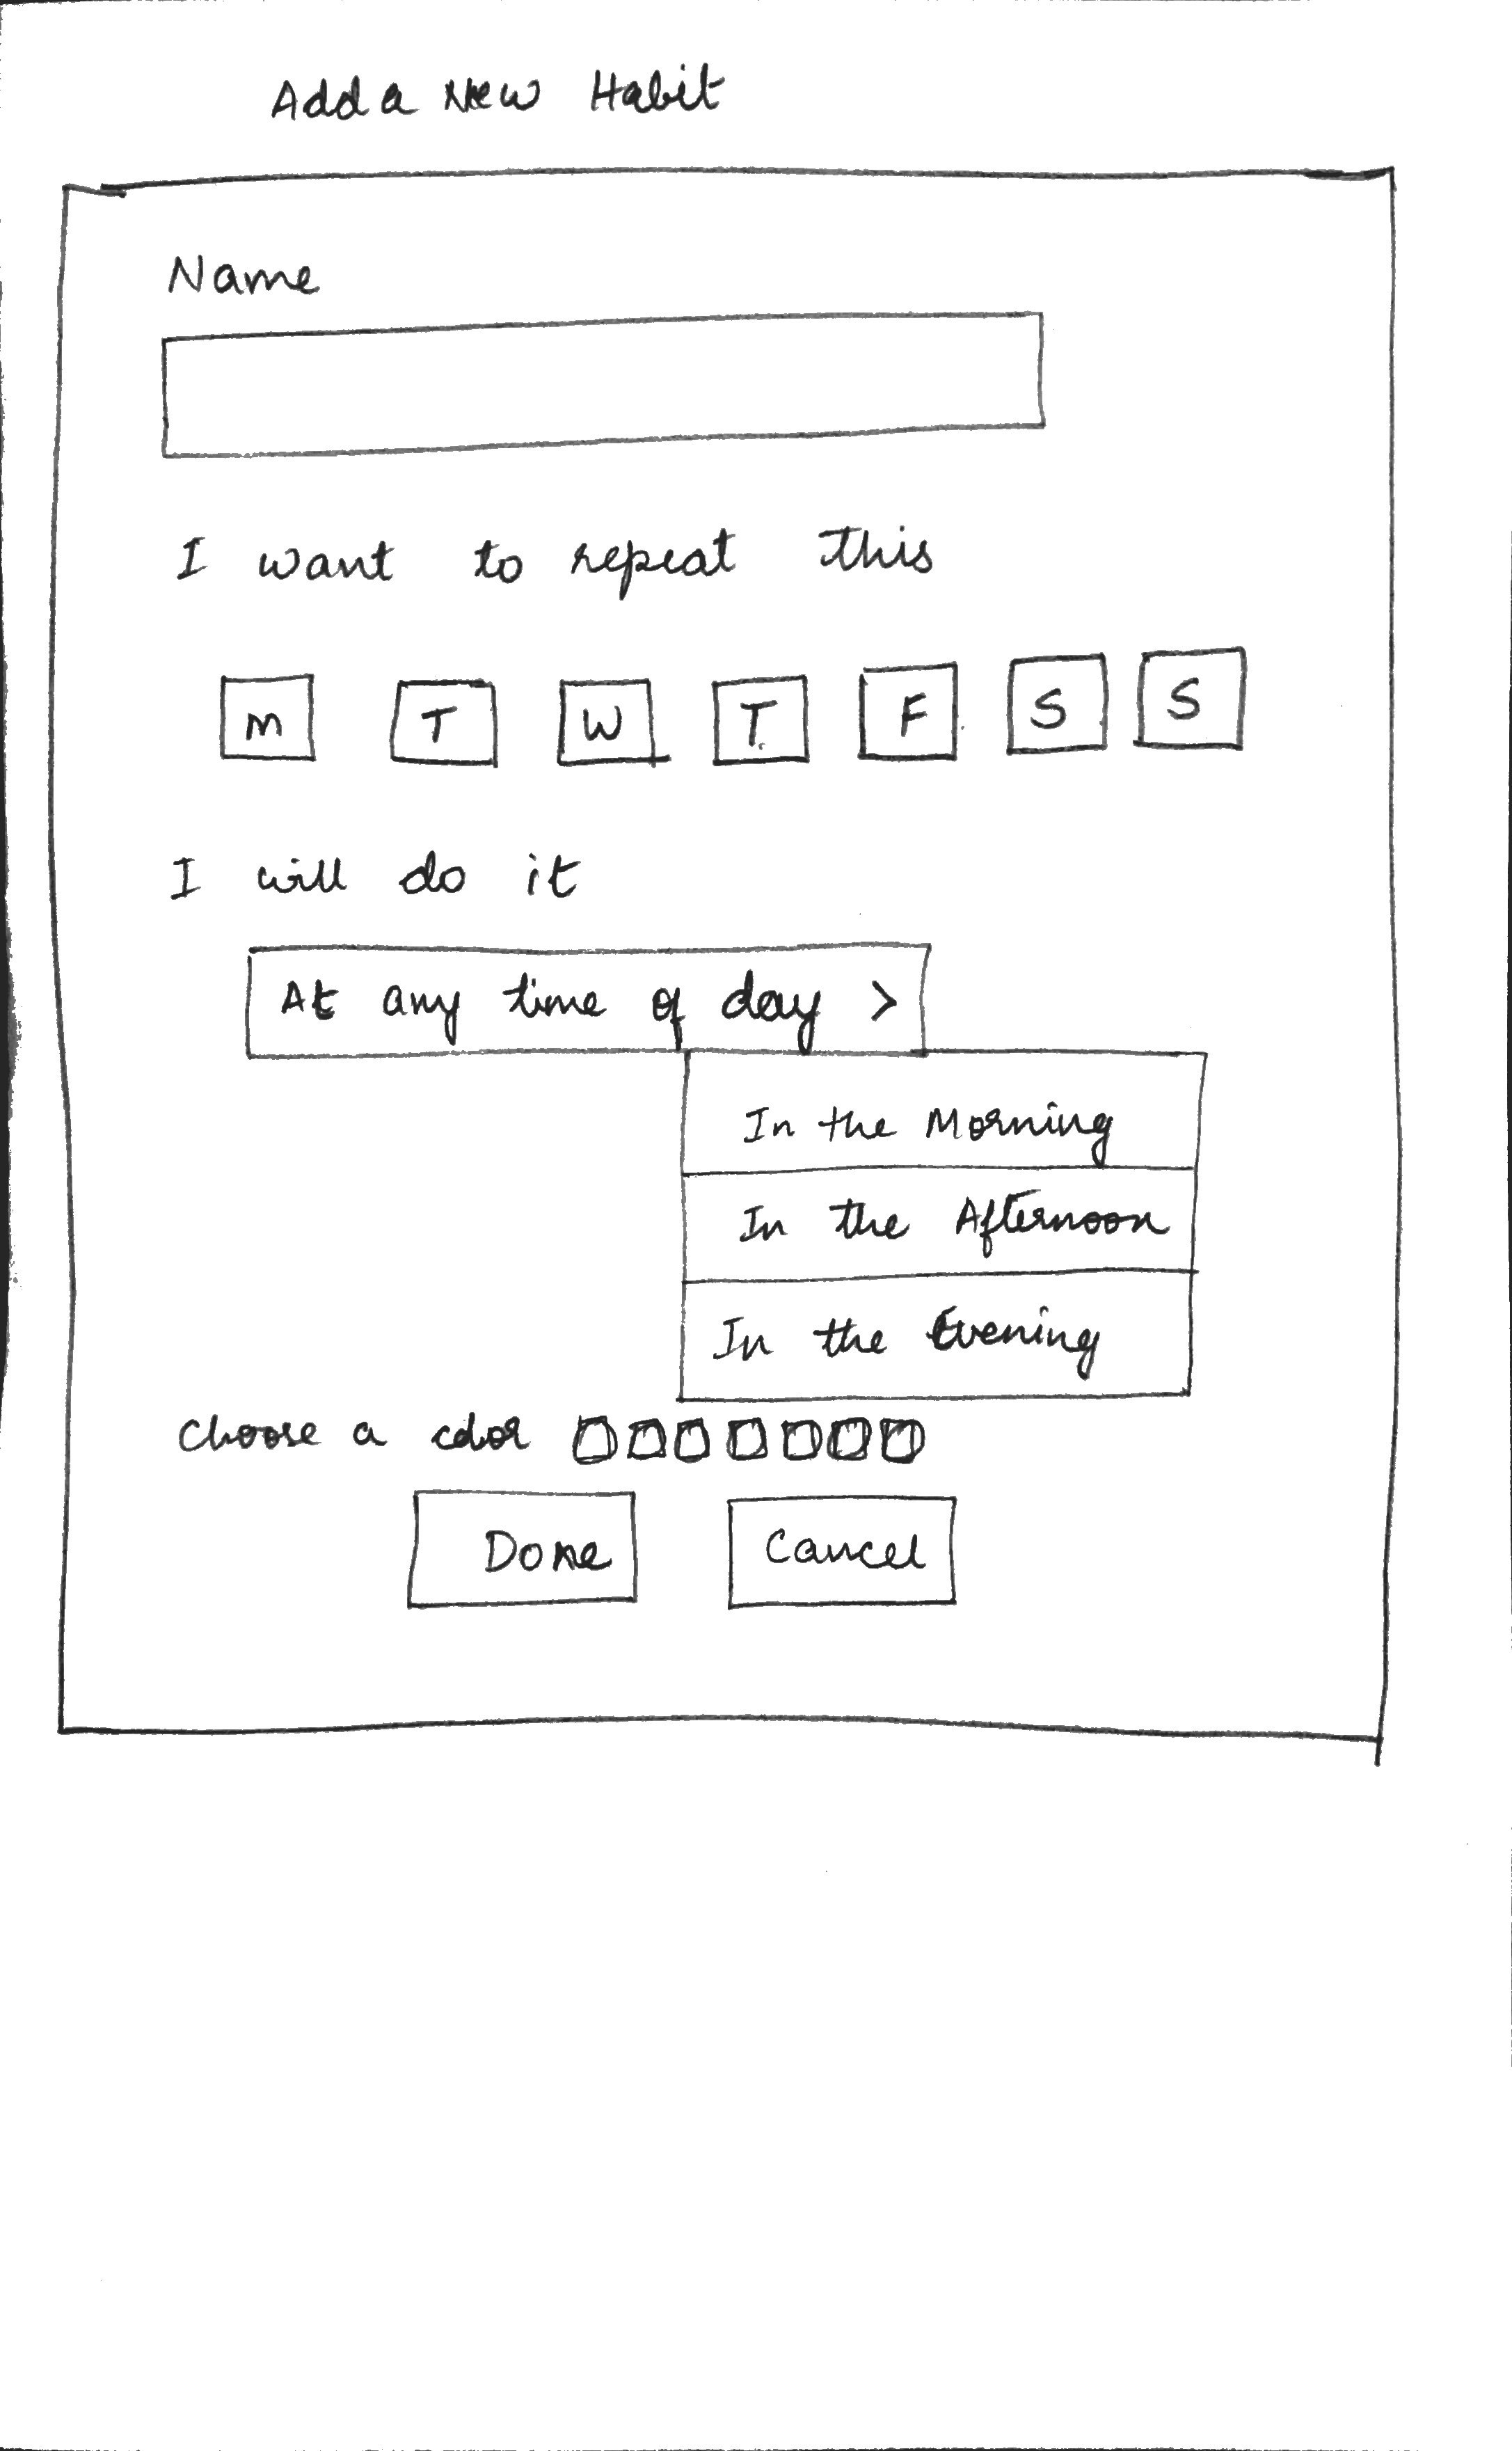 Add a New Habit
Name
I want to repeat this
M T W T F S S
I will do it
At any time of day >
In the Morning
In the Afternoon
In the Evening
Choose a color
Done Cancel